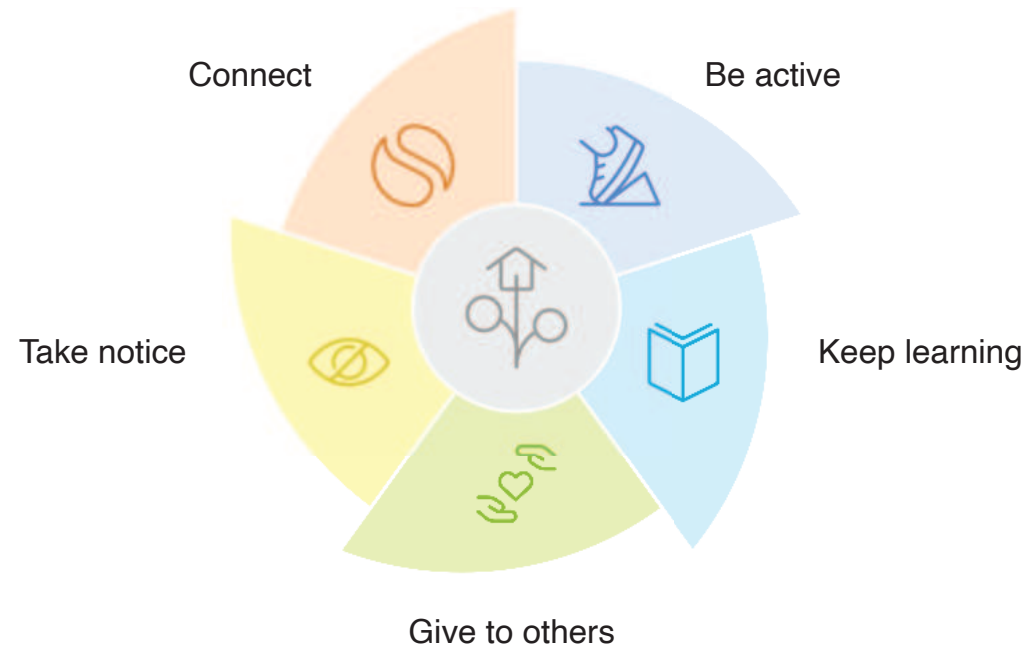 Connect
Be active
Take notice
Keep learning
Give to others